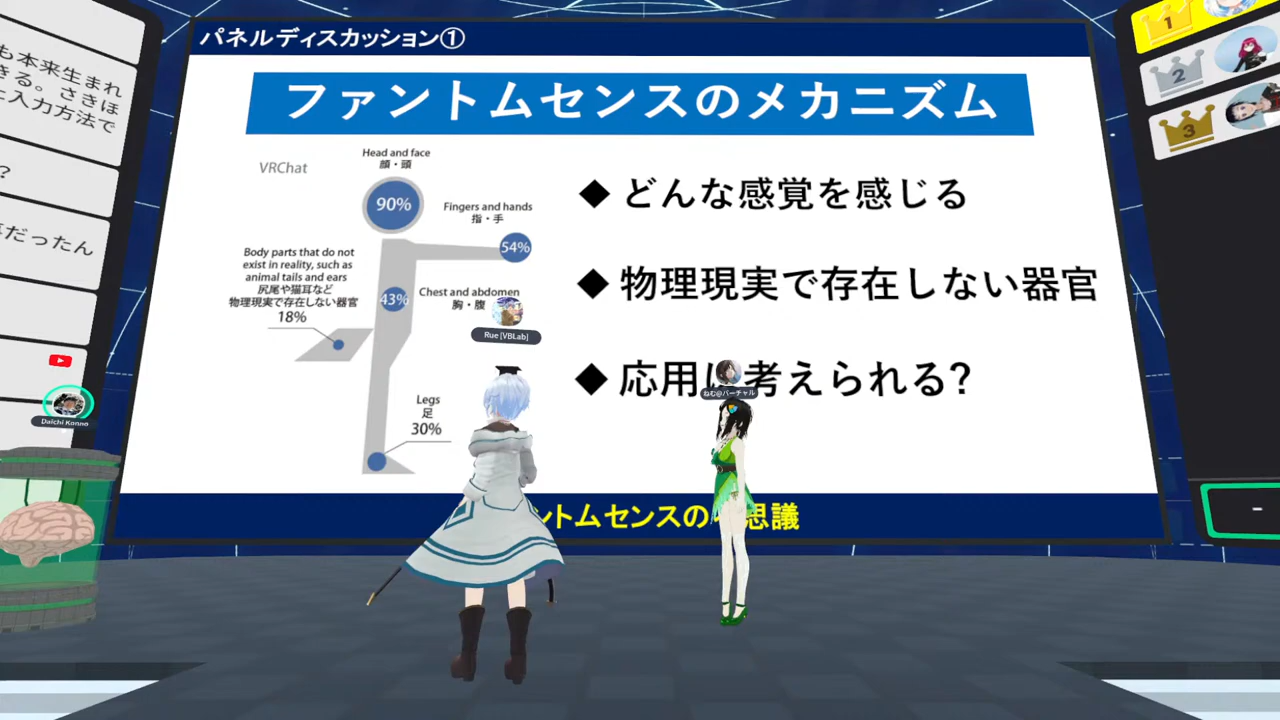 パネルディスカッション①
ファントムセンスのメカニズム
VRChat
Head and face
顔・頭
90%
Fingers and hands
指・手
54%
Body parts that do not
exist in reality, such as
animal tails and ears
尻尾や猫耳など
物理現実で存在しない器官
18%
43%
Chest and abdomen
胸・腹
Legs
足
30%
◆ どんな感覚を感じる
◆ 物理現実で存在しない器官
◆ 応用は考えられる?
ントムセンスの
思議
Rue [VBLab]
ねむ@バーチャル
も本来生まれ
きる。さきほ
入力方法で
?
だったん
Daichi Konno
1
2
3
-